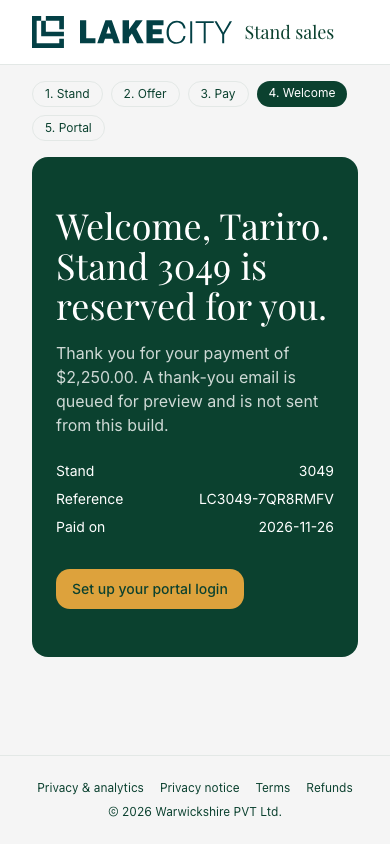 LAKECITY Stand sales
1. Stand
2. Offer
3. Pay
4. Welcome
5. Portal
Welcome, Tariro.
Stand 3049 is
reserved for you.
Thank you for your payment of
$2,250.00. A thank-you email is
queued for preview and is not sent
from this build.
Stand 3049
Reference LC3049-7QR8RMFV
Paid on 2026-11-26
Set up your portal login
Privacy & analytics Privacy notice Terms Refunds
© 2026 Warwickshire PVT Ltd.